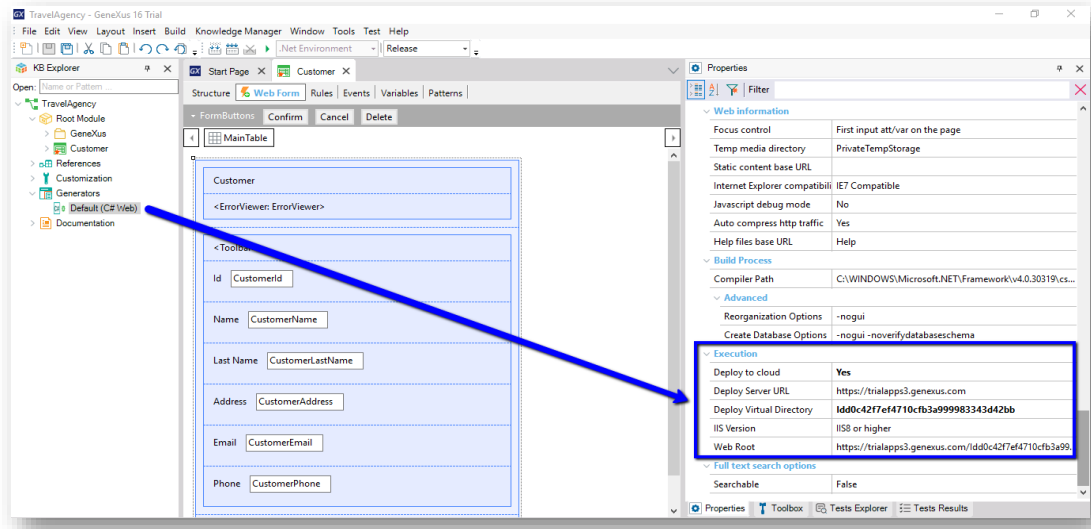 TravelAgency - GeneXus 16 Trial
File Edit View Layout Insert Build Knowledge Manager Window Tools Test Help
.Net Environment Release
KB Explorer
Open: Name or Pattern ...
TravelAgency
Root Module
GeneXus
Customer
References
Customization
Generators
Default (C# Web)
Documentation
Start Page Customer
Structure Web Form Rules Events Variables Patterns
FormButtons Confirm Cancel Delete
MainTable
Customer
<ErrorViewer: ErrorViewer>
<Toolba
Id CustomerId
Name CustomerName
Last Name CustomerLastName
Address CustomerAddress
Email CustomerEmail
Phone CustomerPhone
Properties
Filter
Web information
Focus control First input att/var on the page
Temp media directory PrivateTempStorage
Static content base URL
Internet Explorer compatibili IE7 Compatible
Javascript debug mode No
Auto compress http traffic Yes
Help files base URL Help
Build Process
Compiler Path C:\WINDOWS\Microsoft.NET\Framework\v4.0.30319\cs...
Advanced
Reorganization Options -nogui
Create Database Options -nogui -noverifydatabaseschema
Execution
Deploy to cloud Yes
Deploy Server URL https://trialapps3.genexus.com
Deploy Virtual Directory Idd0c42f7ef4710cfb3a999983343d42bb
IIS Version IIS8 or higher
Web Root https://trialapps3.genexus.com/Idd0c42f7ef4710cfb3a99...
Full text search options
Searchable False
Properties Toolbox Tests Explorer Tests Results